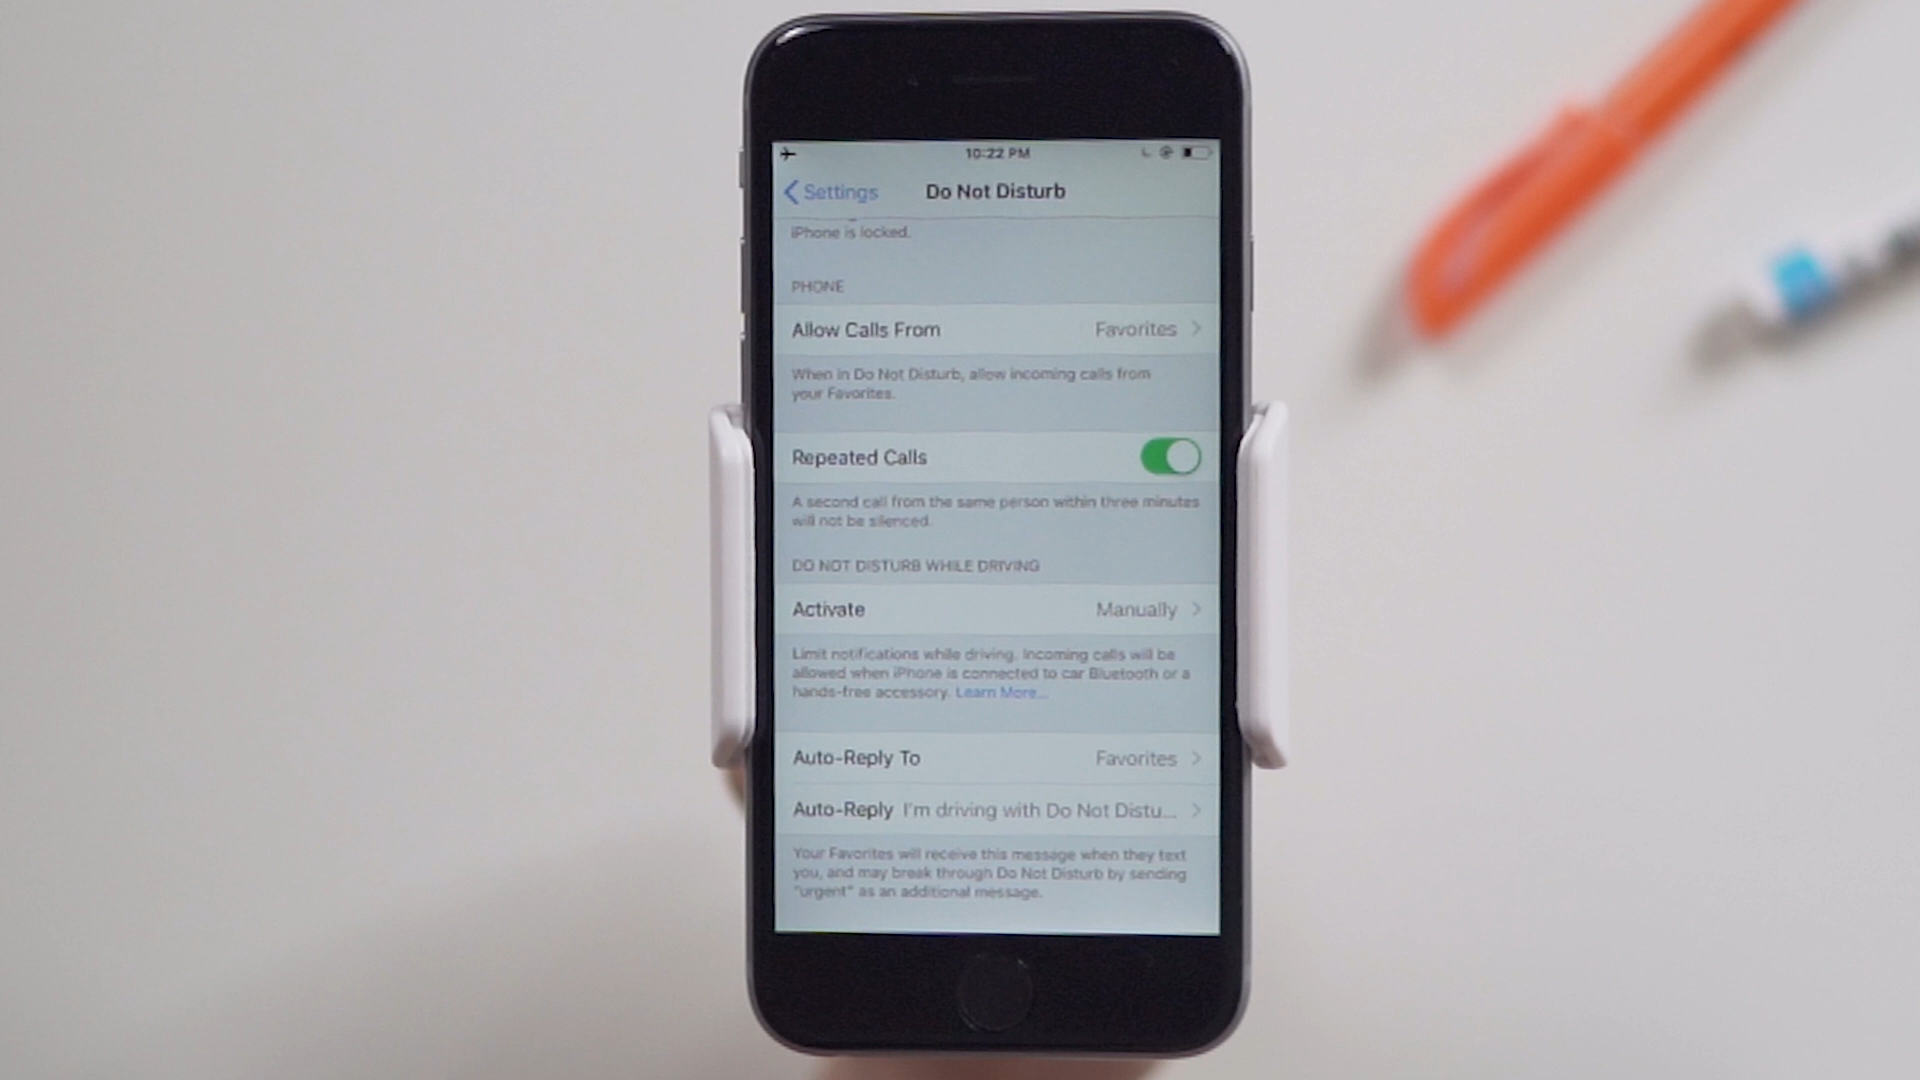 10:22 PM
Settings
Do Not Disturb
iPhone is locked.
PHONE
Allow Calls From Favorites
When in Do Not Disturb, allow incoming calls from
your Favorites.
Repeated Calls
A second call from the same person within three minutes
will not be silenced.
DO NOT DISTURB WHILE DRIVING
Activate Manually
Limit notifications while driving. Incoming calls will be
allowed when iPhone is connected to car Bluetooth or a
hands-free accessory. Learn More...
Auto-Reply To Favorites
Auto-Reply I'm driving with Do Not Distu...
Your Favorites will receive this message when they text
you, and may break through Do Not Disturb by sending
"urgent" as an additional message.